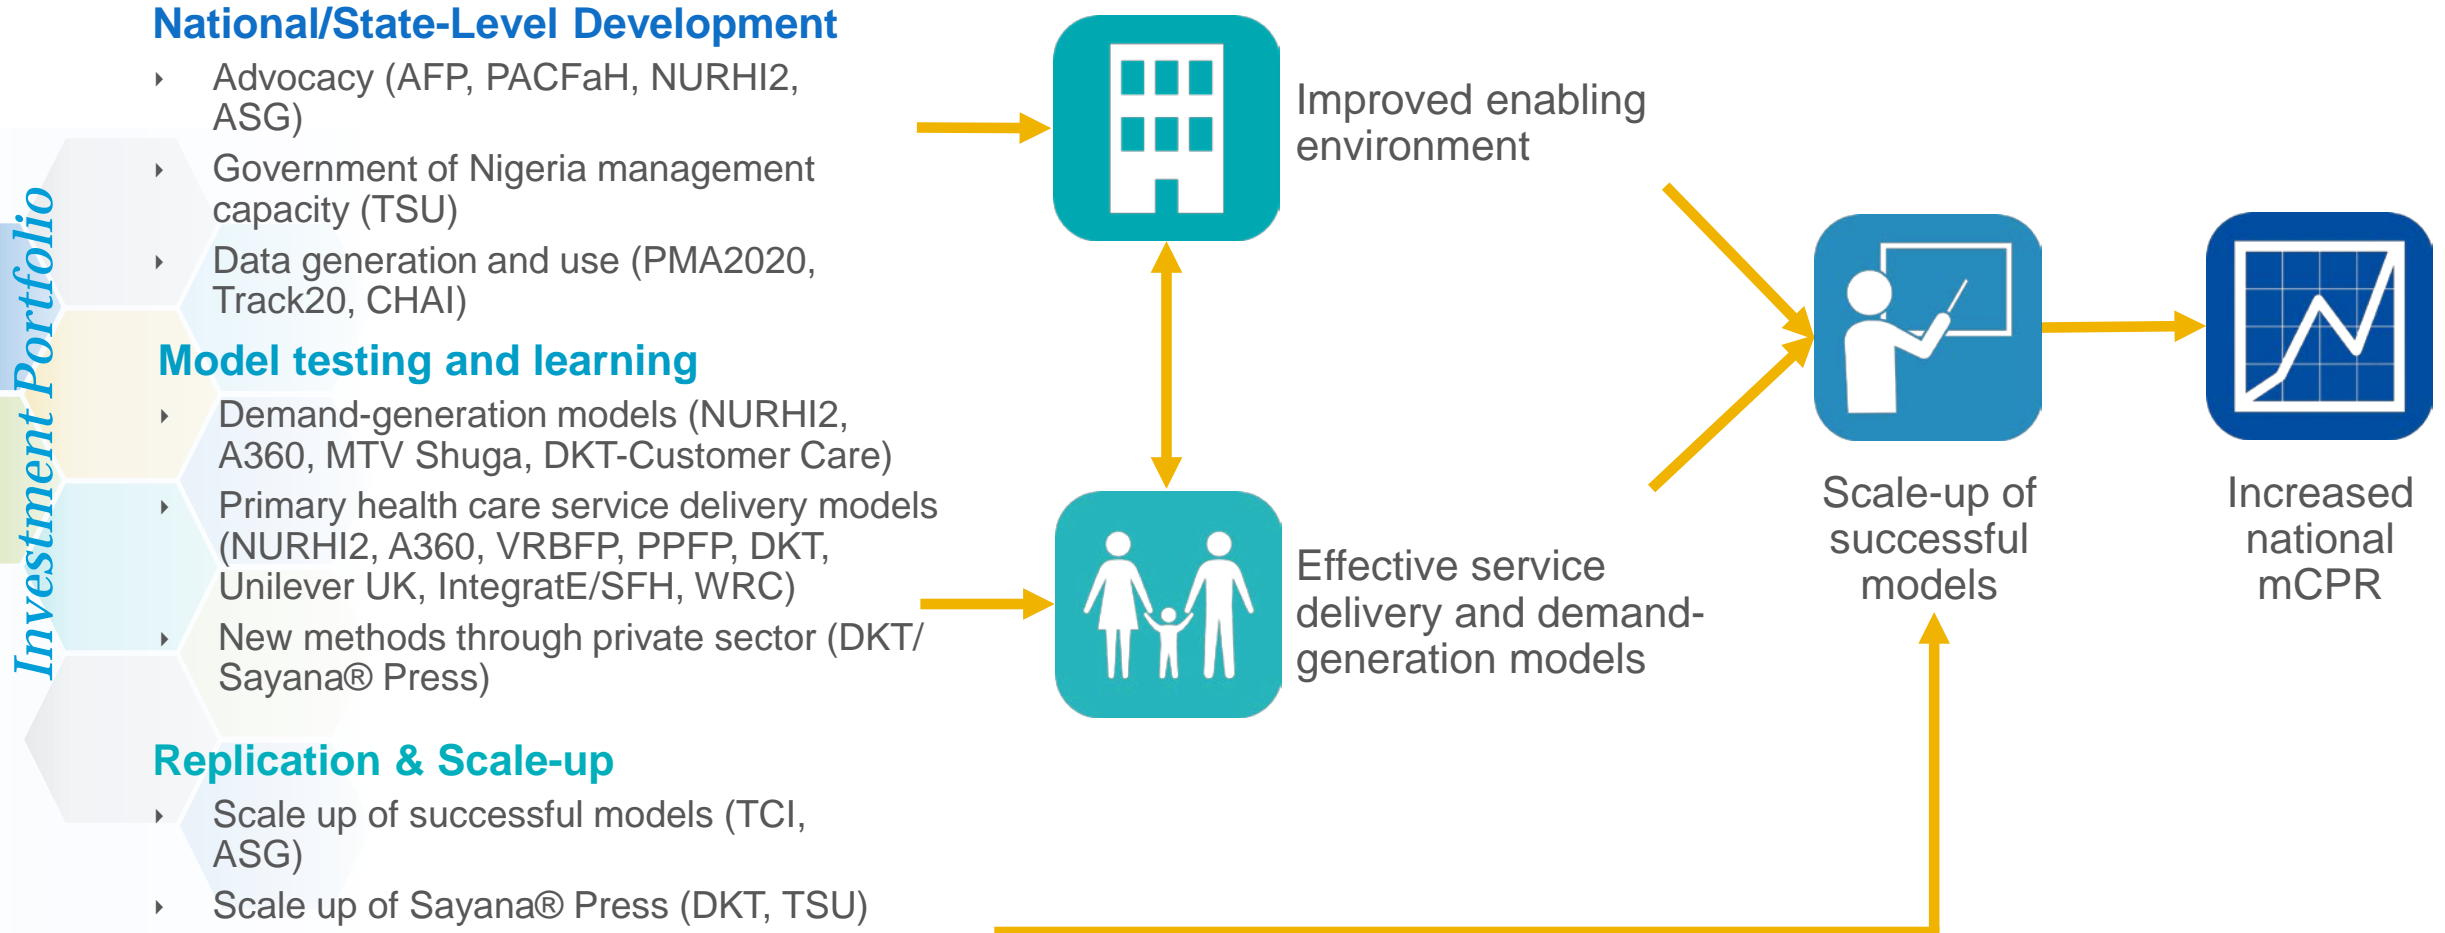 Investment Portfolio
National/State-Level Development
‣ Advocacy (AFP, PACFaH, NURHI2,
ASG)
‣ Government of Nigeria management
capacity (TSU)
‣ Data generation and use (PMA2020,
Track20, CHAI)
Model testing and learning
‣ Demand-generation models (NURHI2,
A360, MTV Shuga, DKT-Customer Care)
‣ Primary health care service delivery models
(NURHI2, A360, VRBFP, PPFP, DKT,
Unilever UK, IntegratE/SFH, WRC)
‣ New methods through private sector (DKT/
Sayana® Press)
Replication & Scale-up
‣ Scale up of successful models (TCI,
ASG)
‣ Scale up of Sayana® Press (DKT, TSU)
Improved enabling
environment
Effective service
delivery and demand-
generation models
Scale-up of
successful
models
Increased
national
mCPR